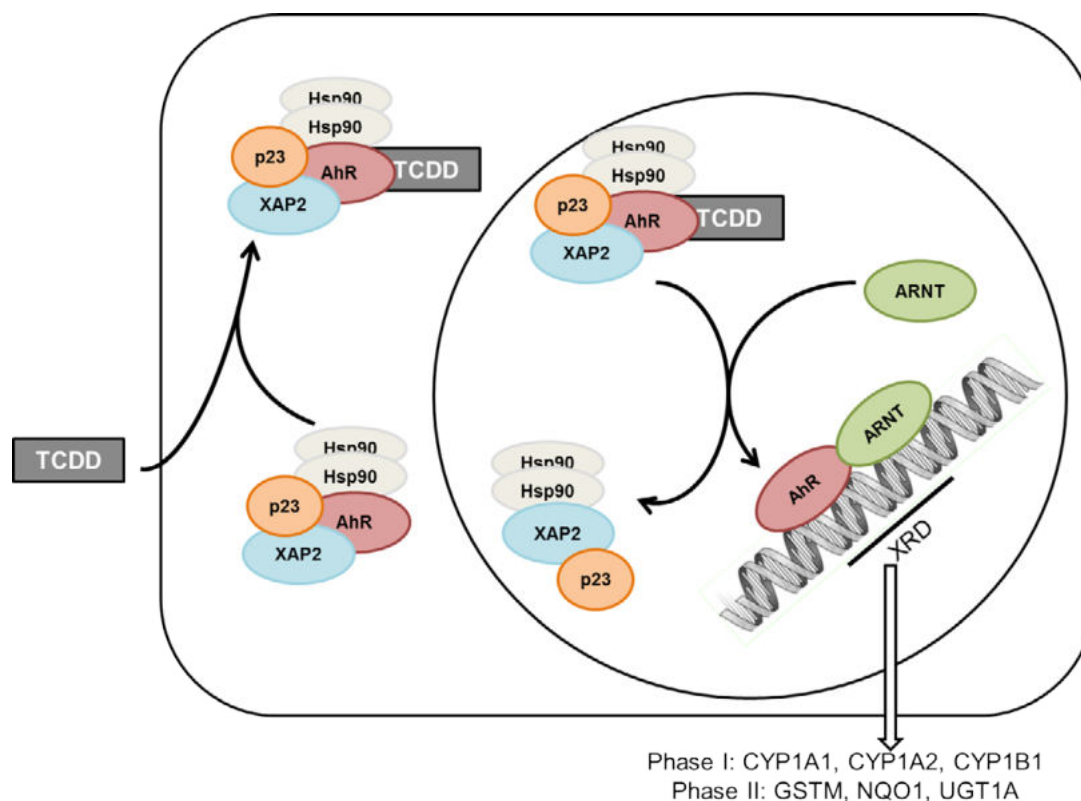 Hsp90
Hsp90
p23
AhR
TCDD
XAP2
Hsp90
Hsp90
p23
AhR
TCDD
XAP2
ARNT
TCDD
Hsp90
Hsp90
p23
AhR
XAP2
Hsp90
Hsp90
XAP2
p23
ARNT
AhR
XRD
Phase I: CYP1A1, CYP1A2, CYP1B1
Phase II: GSTM, NQO1, UGT1A